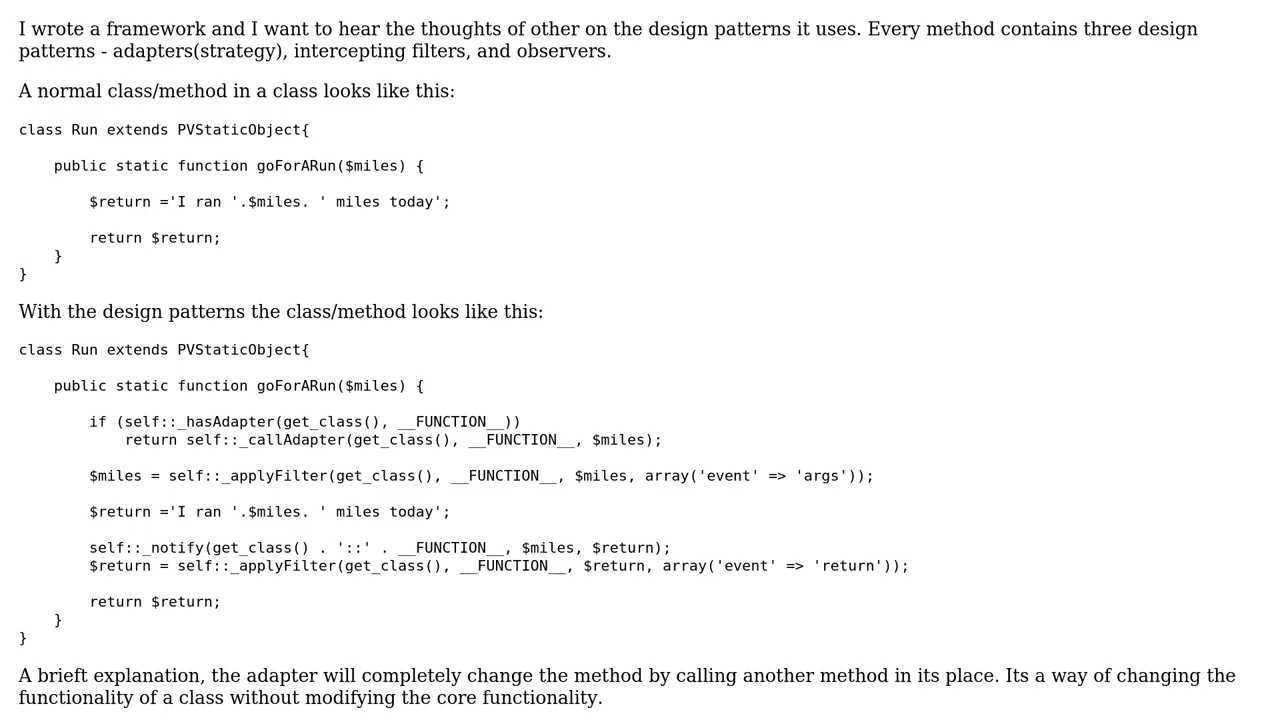 I wrote a framework and I want to hear the thoughts of other on the design patterns it uses. Every method contains three design
patterns - adapters(strategy), intercepting filters, and observers.
A normal class/method in a class looks like this:
class Run extends PVStaticObject{
    public static function goForARun($miles) {
        $return ='I ran '.$miles. ' miles today';
        return $return;
    }
}
With the design patterns the class/method looks like this:
class Run extends PVStaticObject{
    public static function goForARun($miles) {
        if (self::_hasAdapter(get_class(), __FUNCTION__))
            return self::_callAdapter(get_class(), __FUNCTION__, $miles);
        $miles = self::_applyFilter(get_class(), __FUNCTION__, $miles, array('event' => 'args'));
        $return ='I ran '.$miles. ' miles today';
        self::_notify(get_class() . '::' . __FUNCTION__, $miles, $return);
        $return = self::_applyFilter(get_class(), __FUNCTION__, $return, array('event' => 'return'));
        return $return;
    }
}
A brieft explanation, the adapter will completely change the method by calling another method in its place. Its a way of changing the
functionality of a class without modifying the core functionality.